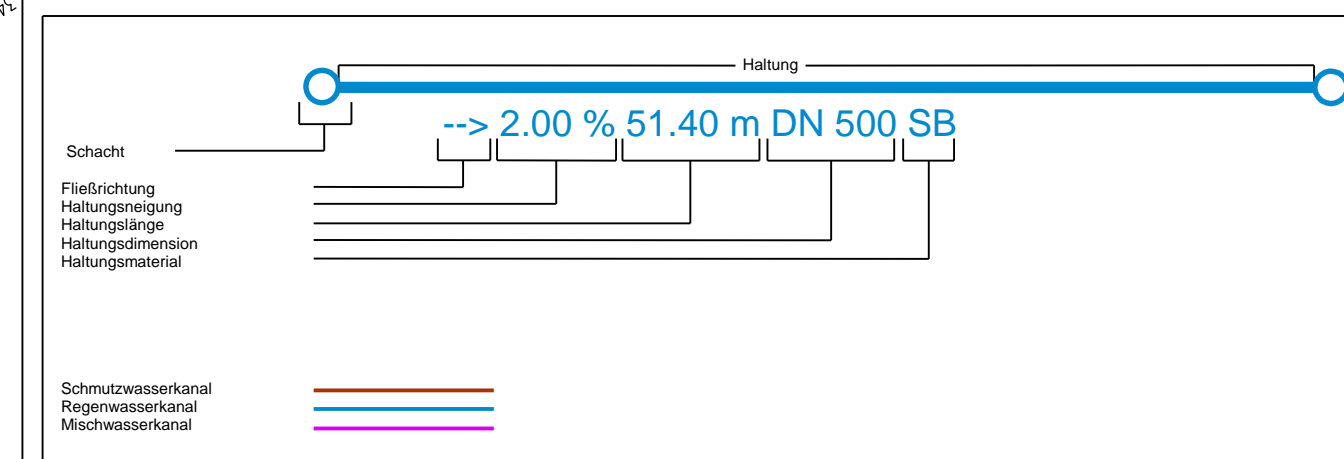 Haltung
--> 2.00 % 51.40 m DN 500 SB
Schacht
Fließrichtung
Haltungsneigung
Haltungslänge
Haltungsdimension
Haltungsmaterial
Schmutzwasserkanal
Regenwasserkanal
Mischwasserkanal